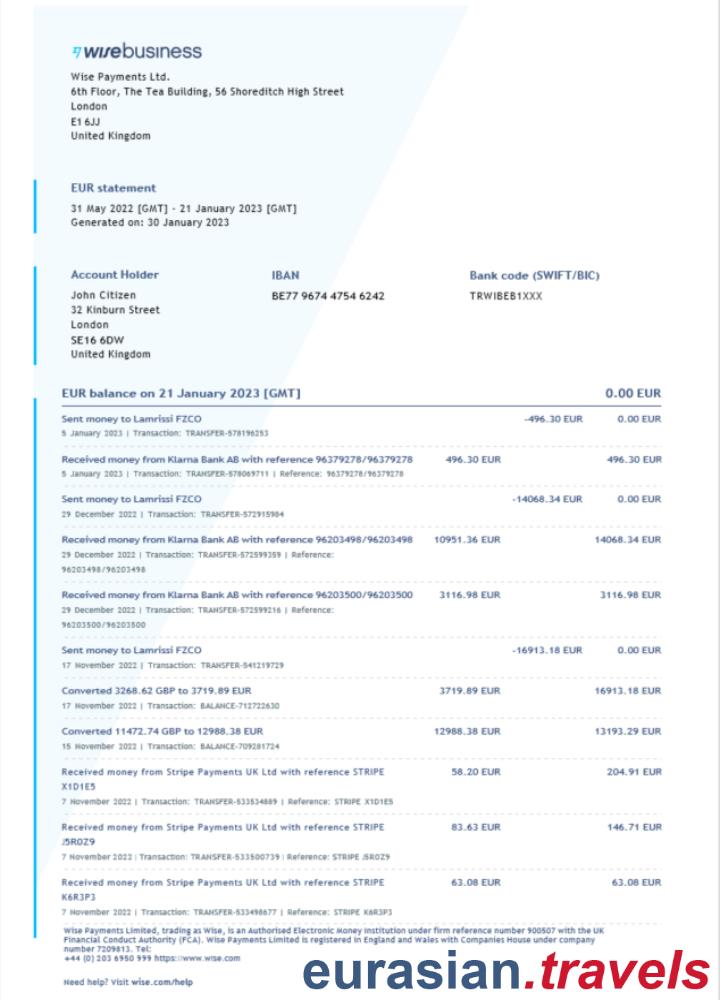 wisebusiness
Wise Payments Ltd.
6th Floor, The Tea Building, 56 Shoreditch High Street
London
E1 6JJ
United Kingdom
EUR statement
31 May 2022 [GMT] - 21 January 2023 [GMT]
Generated on: 30 January 2023
Account Holder IBAN Bank code (SWIFT/BIC)
John Citizen BE77 9674 4754 6242 TRWIBEB1XXX
32 Kinburn Street
London
SE16 6DW
United Kingdom
EUR balance on 21 January 2023 [GMT] 0.00 EUR
Sent money to Lamrissi FZCO -496.30 EUR 0.00 EUR
5 January 2023 | Transaction: TRANSFER-578196253
Received money from Klarna Bank AB with reference 96379278/96379278 496.30 EUR 496.30 EUR
5 January 2023 | Transaction: TRANSFER-578069711 | Reference: 96379278/96379278
Sent money to Lamrissi FZCO -14068.34 EUR 0.00 EUR
29 December 2022 | Transaction: TRANSFER-572915984
Received money from Klarna Bank AB with reference 96203498/96203498 10951.36 EUR 14068.34 EUR
29 December 2022 | Transaction: TRANSFER-572599359 | Reference:
96203498/96203498
Received money from Klarna Bank AB with reference 96203500/96203500 3116.98 EUR 3116.98 EUR
29 December 2022 | Transaction: TRANSFER-572599216 | Reference:
96203500/96203500
Sent money to Lamrissi FZCO -16913.18 EUR 0.00 EUR
17 November 2022 | Transaction: TRANSFER-541219729
Converted 3268.62 GBP to 3719.89 EUR 3719.89 EUR 16913.18 EUR
17 November 2022 | Transaction: BALANCE-712722630
Converted 11472.74 GBP to 12988.38 EUR 12988.38 EUR 13193.29 EUR
15 November 2022 | Transaction: BALANCE-709281724
Received money from Stripe Payments UK Ltd with reference STRIPE 58.20 EUR 204.91 EUR
X1D1E5
7 November 2022 | Transaction: TRANSFER-533534889 | Reference: STRIPE X1D1E5
Received money from Stripe Payments UK Ltd with reference STRIPE 83.63 EUR 146.71 EUR
J5R0Z9
7 November 2022 | Transaction: TRANSFER-533500739 | Reference: STRIPE J5R0Z9
Received money from Stripe Payments UK Ltd with reference STRIPE 63.08 EUR 63.08 EUR
K6R3P3
7 November 2022 | Transaction: TRANSFER-533498677 | Reference: STRIPE K6R3P3
Wise Payments Limited, trading as Wise, is an Authorised Electronic Money Institution under firm reference number 900507 with the UK
Financial Conduct Authority (FCA). Wise Payments Limited is registered in England and Wales with Companies House under company
number 7209813. Tel:
+44 (0) 203 6950 999 https://www.wise.com
Need help? Visit wise.com/help
eurasian.travels